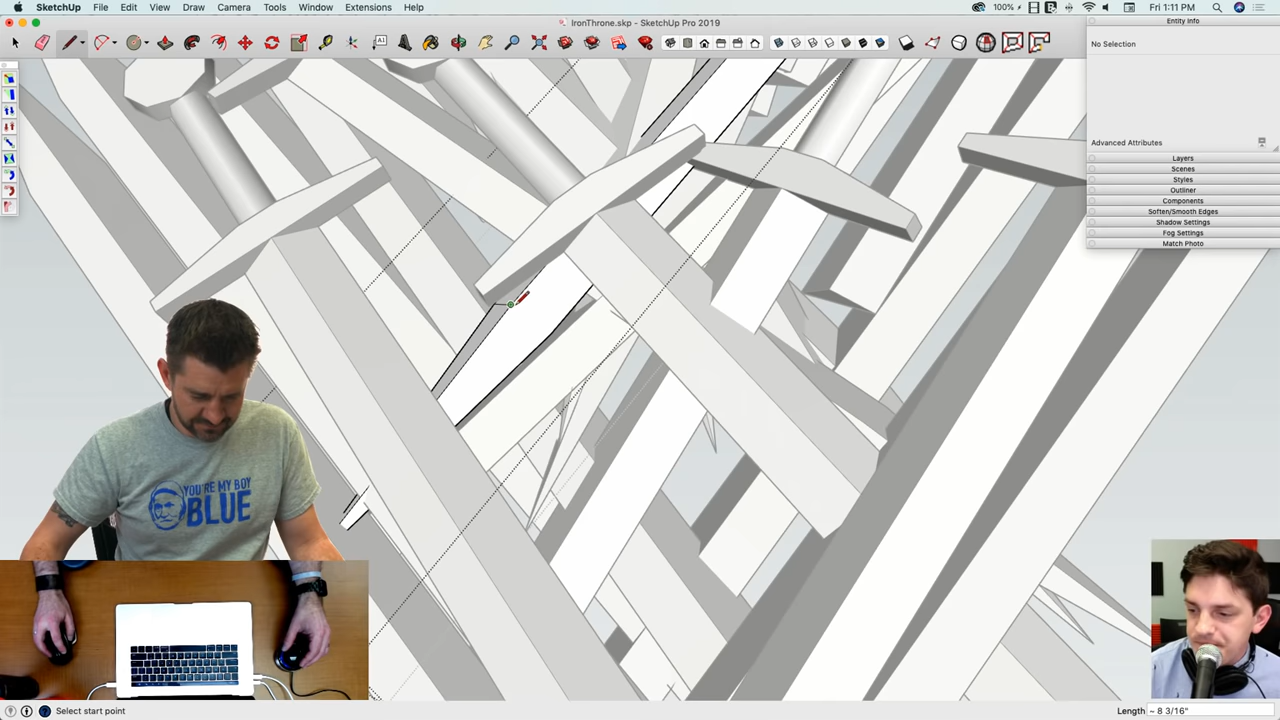 SketchUp File Edit View Draw Camera Tools Window Extensions Help
100% Fri 1:11 PM
IronThrone.skp - SketchUp Pro 2019
Entity Info
No Selection
Advanced Attributes
Layers
Scenes
Styles
Outliner
Components
Soften/Smooth Edges
Shadow Settings
Fog Settings
Match Photo
YOU'RE MY BOY
BLUE
Select start point
Length ~ 8 3/16"